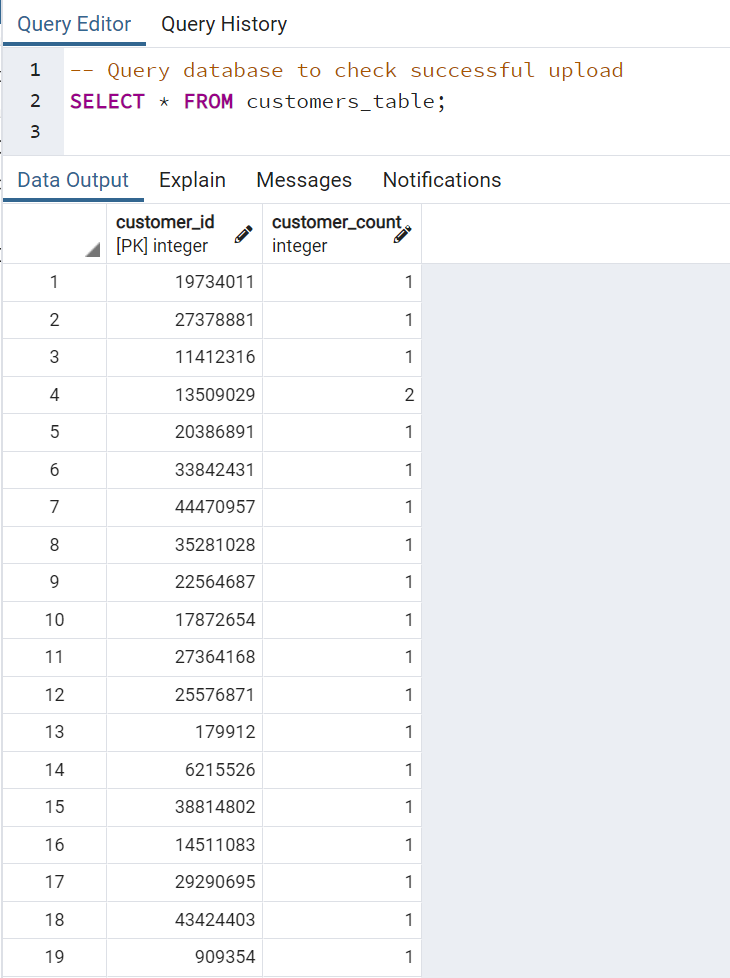 Query Editor Query History
1 -- Query database to check successful upload
2 SELECT * FROM customers_table;
3
Data Output Explain Messages Notifications
customer_id customer_count
[PK] integer integer
1 19734011 1
2 27378881 1
3 11412316 1
4 13509029 2
5 20386891 1
6 33842431 1
7 44470957 1
8 35281028 1
9 22564687 1
10 17872654 1
11 27364168 1
12 25576871 1
13 179912 1
14 6215526 1
15 38814802 1
16 14511083 1
17 29290695 1
18 43424403 1
19 909354 1